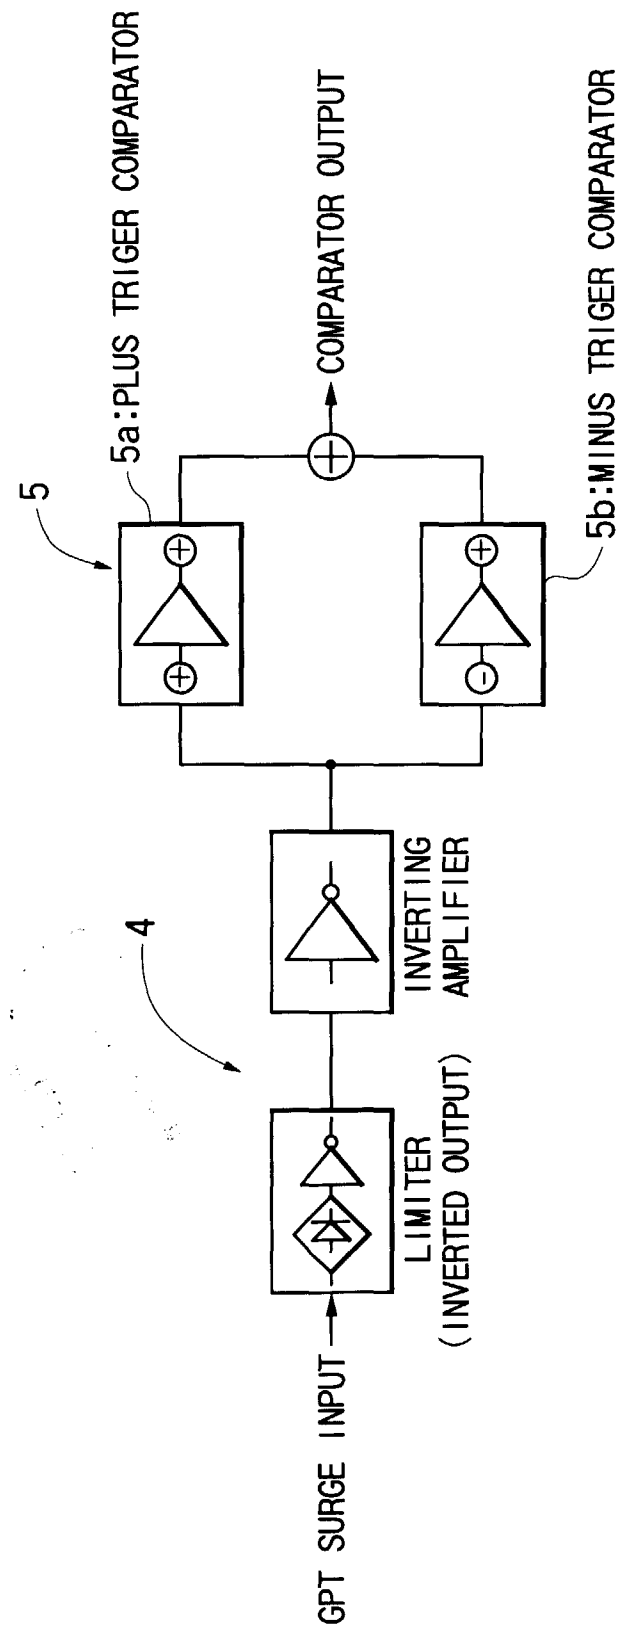 5
5a:PLUS TRIGER COMPARATOR
4
GPT SURGE INPUT
LIMITER
(INVERTED OUTPUT)
INVERTING
AMPLIFIER
COMPARATOR OUTPUT
5b:MINUS TRIGER COMPARATOR